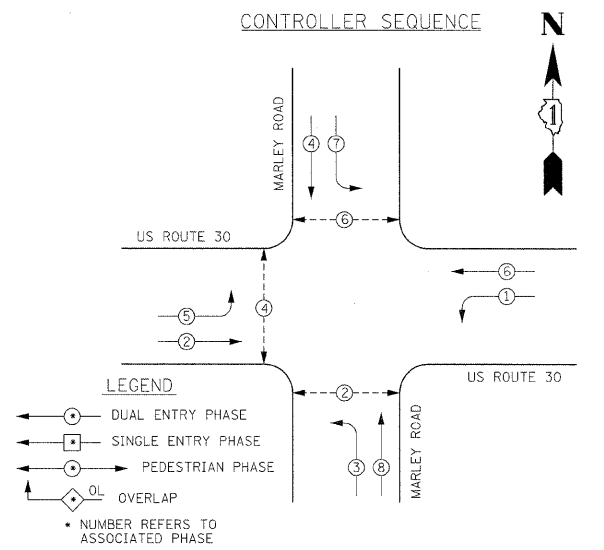 CONTROLLER SEQUENCE
N
1
MARLEY ROAD
4
7
6
US ROUTE 30
6
5
4
1
2
US ROUTE 30
LEGEND
2
* DUAL ENTRY PHASE
* SINGLE ENTRY PHASE
3
8
MARLEY ROAD
* PEDESTRIAN PHASE
* OL OVERLAP
* NUMBER REFERS TO
ASSOCIATED PHASE